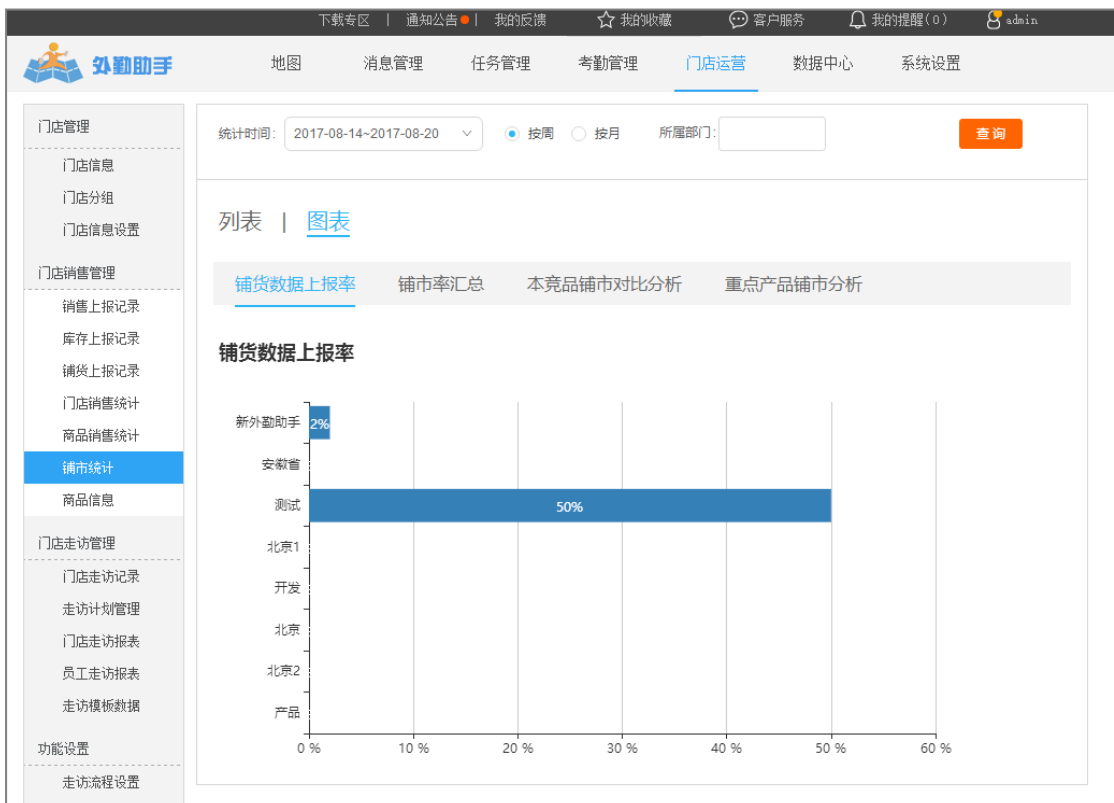 下载专区 | 通知公告 | 我的反馈 我的收藏 客户服务 我的提醒(0) admin
外勤助手 地图 消息管理 任务管理 考勤管理 门店运营 数据中心 系统设置
门店管理
门店信息
门店分组
门店信息设置
门店销售管理
销售上报记录
库存上报记录
铺货上报记录
门店销售统计
商品销售统计
铺市统计
商品信息
门店走访管理
门店走访记录
走访计划管理
门店走访报表
员工走访报表
走访模板数据
功能设置
走访流程设置
统计时间: 2017-08-14~2017-08-20 按周 按月 所属部门: 查询
列表 | 图表
铺货数据上报率 铺市率汇总 本竞品铺市对比分析 重点产品铺市分析
铺货数据上报率
新外勤助手 2%
安徽省
测试 50%
北京1
开发
北京
北京2
产品
0 % 10 % 20 % 30 % 40 % 50 % 60 %